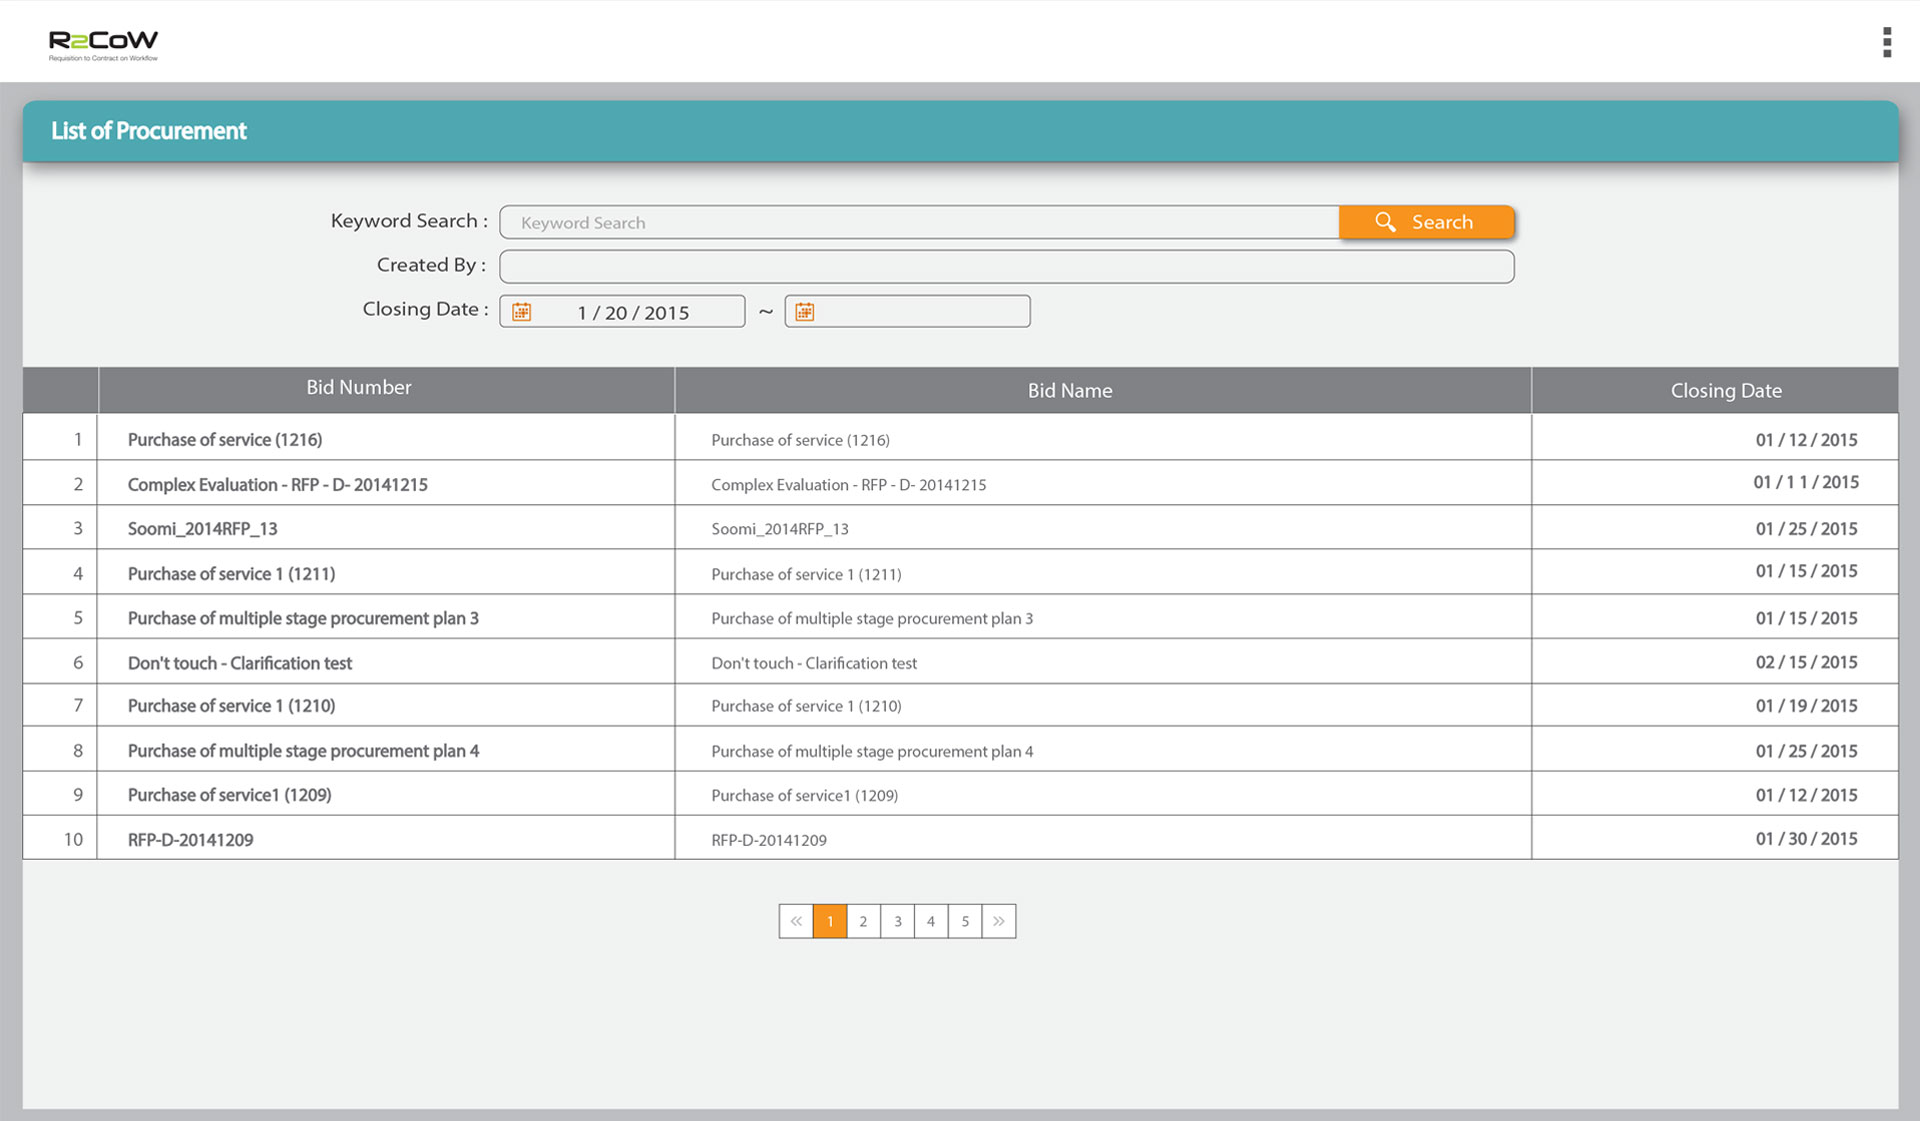 R2CoW
Requisition to Contract on Workflow
List of Procurement
Keyword Search : Keyword Search Search
Created By :
Closing Date : 1 / 20 / 2015 ~
Bid Number Bid Name Closing Date
1 Purchase of service (1216) Purchase of service (1216) 01 / 12 / 2015
2 Complex Evaluation - RFP - D- 20141215 Complex Evaluation - RFP - D- 20141215 01 / 1 1 / 2015
3 Soomi_2014RFP_13 Soomi_2014RFP_13 01 / 25 / 2015
4 Purchase of service 1 (1211) Purchase of service 1 (1211) 01 / 15 / 2015
5 Purchase of multiple stage procurement plan 3 Purchase of multiple stage procurement plan 3 01 / 15 / 2015
6 Don't touch - Clarification test Don't touch - Clarification test 02 / 15 / 2015
7 Purchase of service 1 (1210) Purchase of service 1 (1210) 01 / 19 / 2015
8 Purchase of multiple stage procurement plan 4 Purchase of multiple stage procurement plan 4 01 / 25 / 2015
9 Purchase of service1 (1209) Purchase of service1 (1209) 01 / 12 / 2015
10 RFP-D-20141209 RFP-D-20141209 01 / 30 / 2015
« 1 2 3 4 5 »